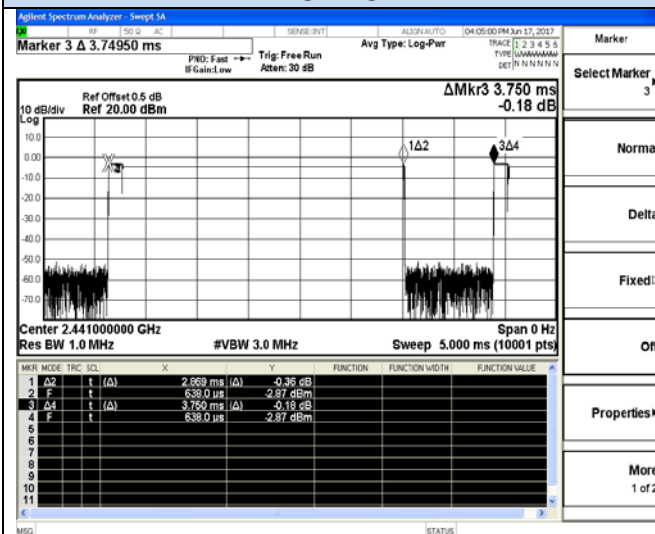 Agilent Spectrum Analyzer - Swept SA
RF 50 Ω AC SENSE:INT ALIGNAUTO 04:05:00 PM Jun 17, 2017
Marker 3 Δ 3.74950 ms
PNO: Fast
IFGain:Low
Trig: Free Run
Atten: 30 dB
Avg Type: Log-Pwr
TRACE 1 2 3 4 5 6
TYPE
DET N N N N N N
Ref Offset 0.5 dB
10 dB/div Ref 20.00 dBm
Log
ΔMkr3 3.750 ms
-0.18 dB
10.0
0.00
-10.0
-20.0
-30.0
-40.0
-50.0
-60.0
-70.0
1Δ2
3Δ4
Center 2.441000000 GHz Span 0 Hz
Res BW 1.0 MHz #VBW 3.0 MHz Sweep 5.000 ms (10001 pts)
MKR MODE TRC SCL X Y FUNCTION FUNCTION WIDTH FUNCTION VALUE
1 Δ2 t (Δ) 2.869 ms (Δ) -0.36 dB
2 F t 638.0 µs -2.87 dBm
3 Δ4 t (Δ) 3.750 ms (Δ) -0.18 dB
4 F t 638.0 µs -2.87 dBm
5
6
7
8
9
10
11
MSG STATUS
Marker
Select Marker
3
Norma
Delta
Fixed
Of
Properties
More
1 of 2